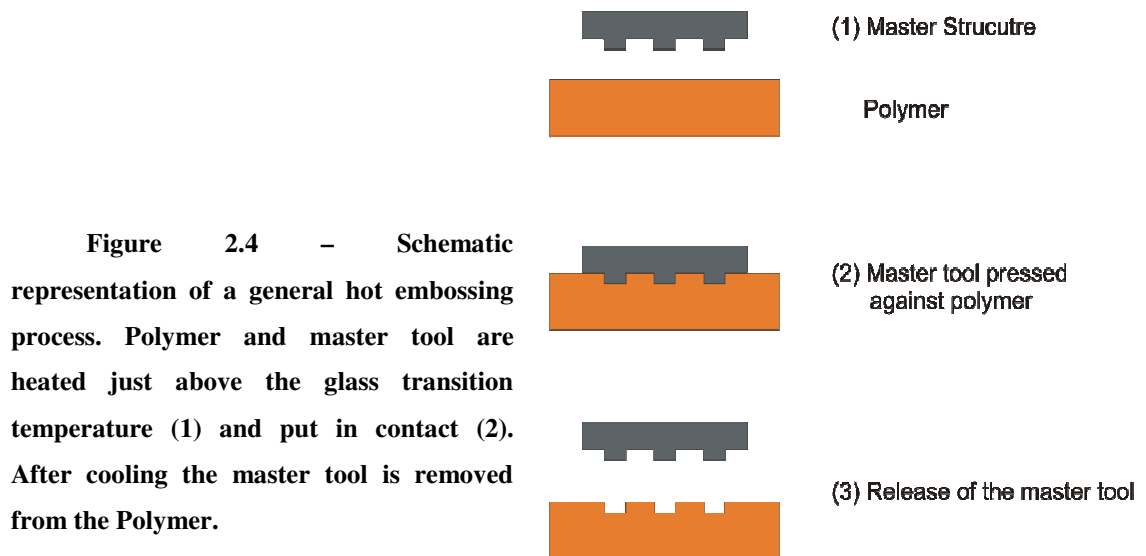 (1) Master Strucutre
Polymer
Figure 2.4 – Schematic
representation of a general hot embossing
process. Polymer and master tool are
heated just above the glass transition
temperature (1) and put in contact (2).
After cooling the master tool is removed
from the Polymer.
(2) Master tool pressed
against polymer
(3) Release of the master tool